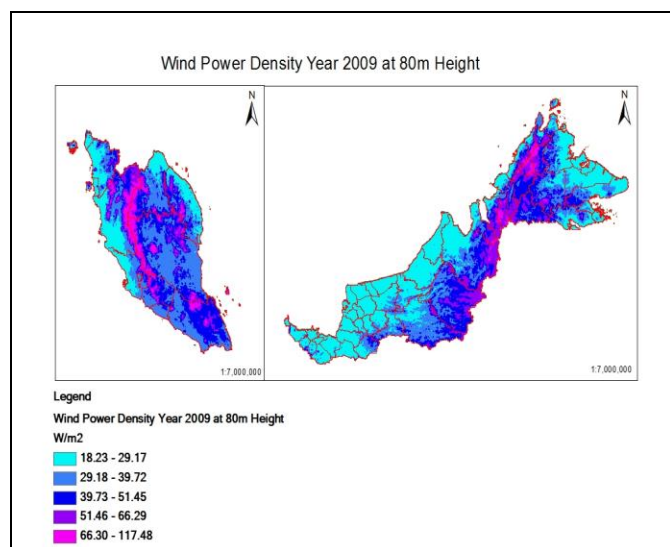 Wind Power Density Year 2009 at 80m Height
N
N
1:7,000,000
1:7,000,000
Legend
Wind Power Density Year 2009 at 80m Height
W/m2
18.23 - 29.17
29.18 - 39.72
39.73 - 51.45
51.46 - 66.29
66.30 - 117.48